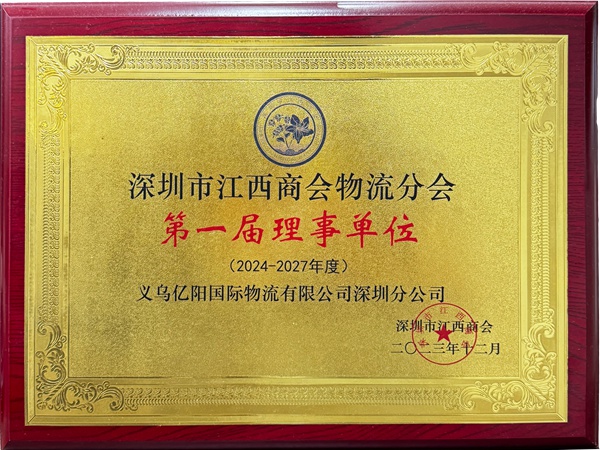 深圳市江西商会物流分会
第一届理事单位
（2024-2027年度）
义乌亿阳国际物流有限公司深圳分公司
深圳市江西商会
二〇二三年十二月